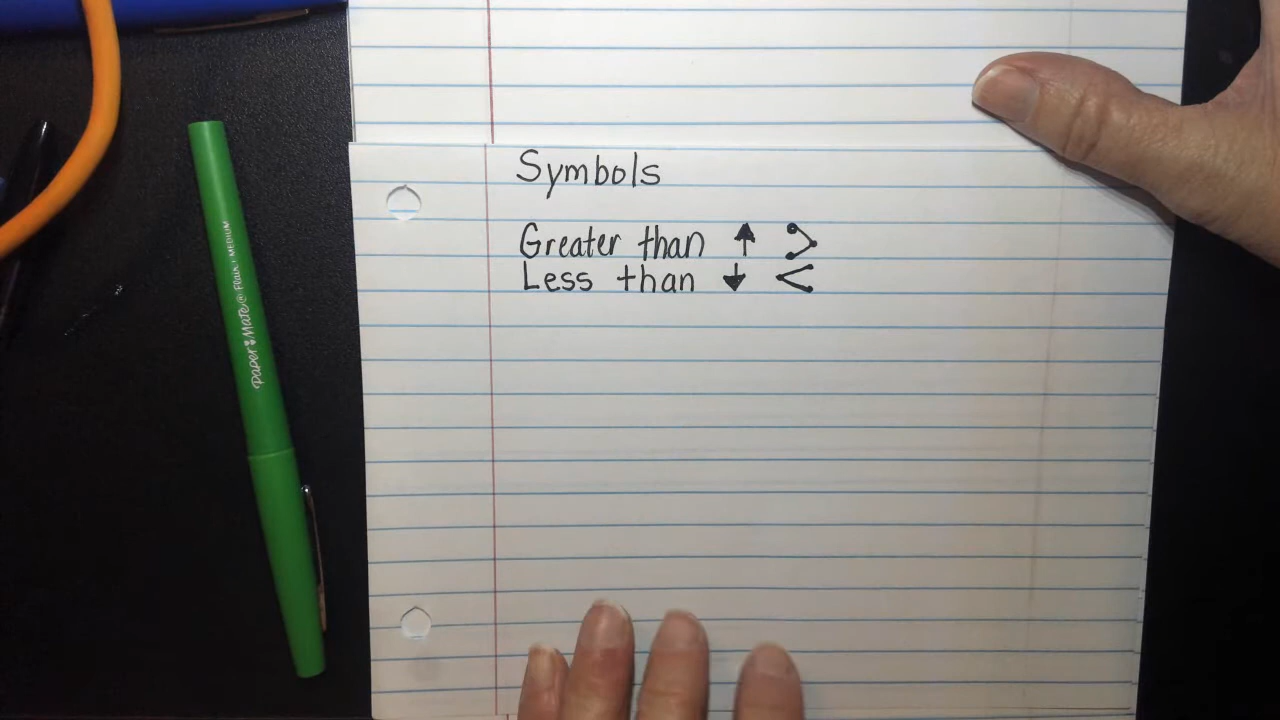 Symbols
Greater than ↑ >
Less than ↓ <
Paper Mate® Flair • MEDIUM